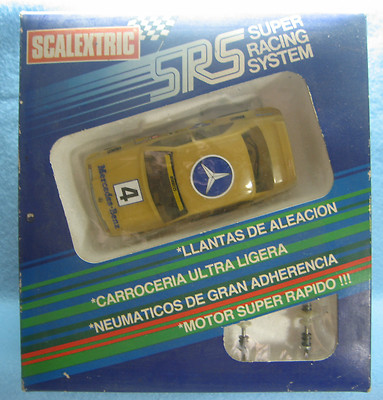 SCALEXTRIC
SRS
SUPER
RACING
SYSTEM
Mercedes-Benz
4
*LLANTAS DE ALEACION
*CARROCERIA ULTRA LIGERA
*NEUMATICOS DE GRAN ADHERENCIA
*MOTOR SUPER RAPIDO !!!